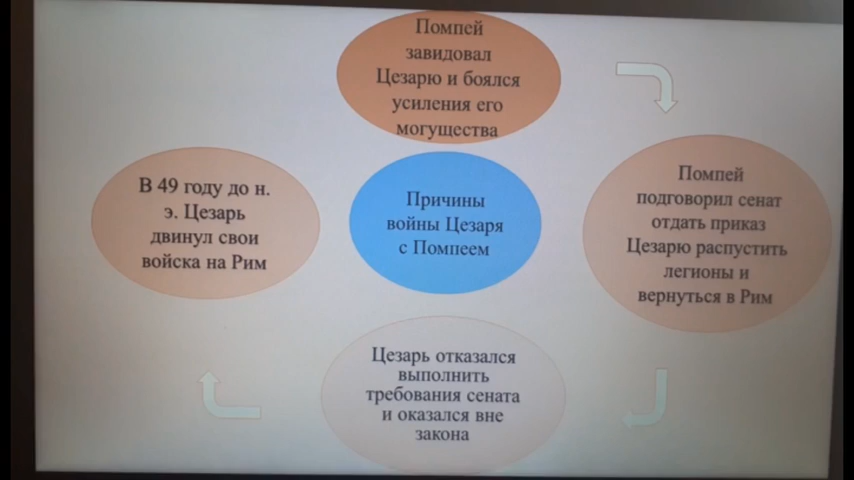 Помпей
завидовал
Цезарю и боялся
усиления его
могущества
Помпей
подговорил сенат
отдать приказ
Цезарю распустить
легионы и
вернуться в Рим
Причины
войны Цезаря
с Помпеем
В 49 году до н.
э. Цезарь
двинул свои
войска на Рим
Цезарь отказался
выполнить
требования сената
и оказался вне
закона